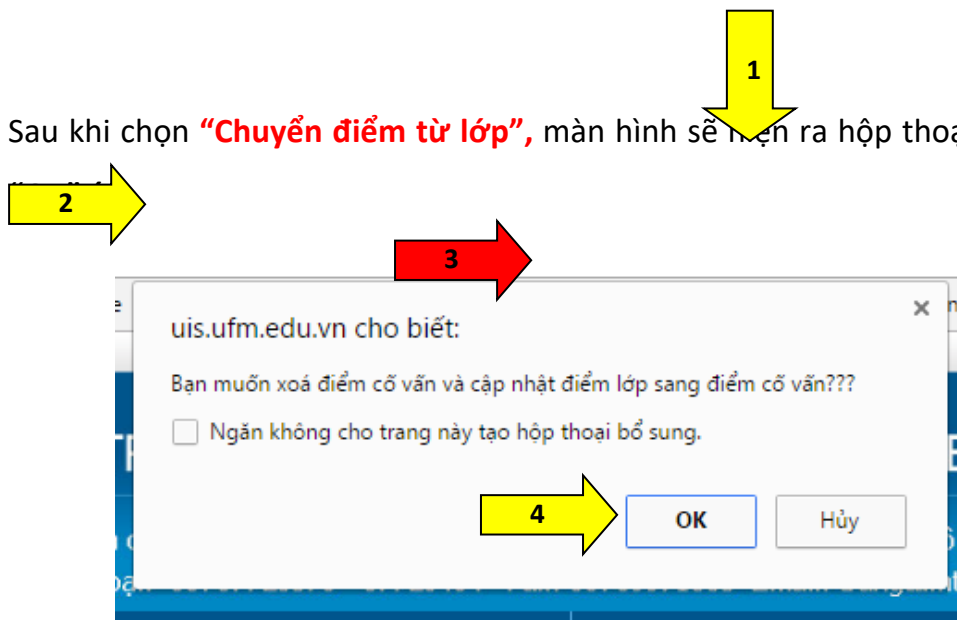 1
Sau khi chọn “Chuyển điểm từ lớp”, màn hình sẽ hiện ra hộp thoạ
2
3
uis.ufm.edu.vn cho biết:
Bạn muốn xoá điểm cố vấn và cập nhật điểm lớp sang điểm cố vấn???
Ngăn không cho trang này tạo hộp thoại bổ sung.
4
OK
Hủy